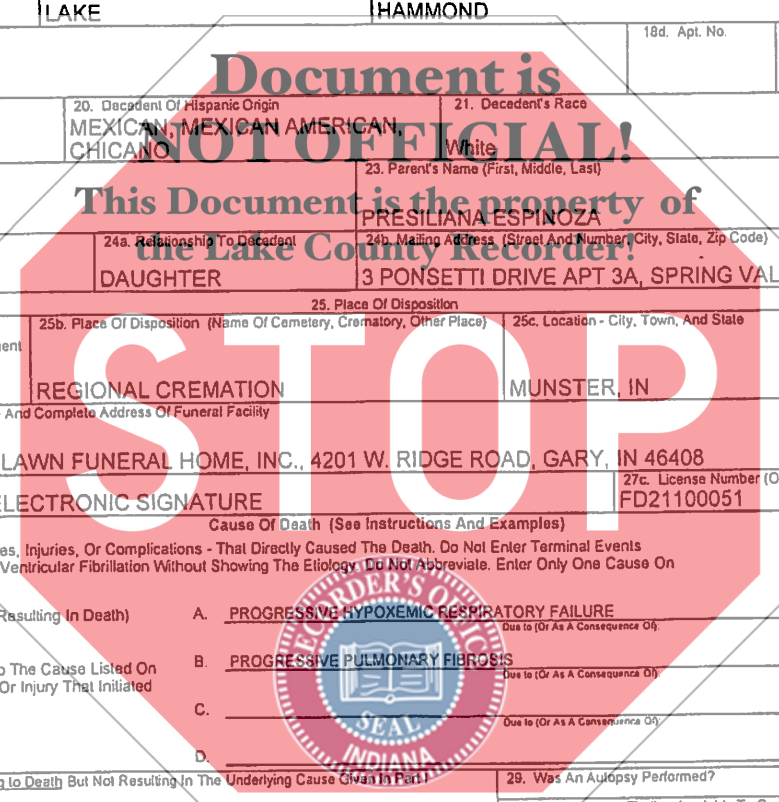 LAKE HAMMOND
18d. Apt. No.
Document is
20. Decedent Of Hispanic Origin 21. Decedent's Race
MEXICAN, MEXICAN AMERICAN,
CHICANO White
NOT OFFICIAL!
23. Parent's Name (First, Middle, Last)
This Document is the property of
PRESILIANA ESPINOZA
24a. Relationship To Decedent 24b. Mailing Address (Street And Number, City, State, Zip Code)
the Lake County Recorder!
DAUGHTER 3 PONSETTI DRIVE APT 3A, SPRING VAL
25. Place Of Disposition
25b. Place Of Disposition (Name Of Cemetery, Crematory, Other Place) 25c. Location - City, Town, And State
ent
STOP
REGIONAL CREMATION MUNSTER, IN
And Complete Address Of Funeral Facility
LAWN FUNERAL HOME, INC., 4201 W. RIDGE ROAD, GARY, IN 46408
27c. License Number (O
ELECTRONIC SIGNATURE FD21100051
Cause Of Death (See Instructions And Examples)
es, Injuries, Or Complications - That Directly Caused The Death. Do Not Enter Terminal Events
Ventricular Fibrillation Without Showing The Etiology. Do Not Abbreviate. Enter Only One Cause On
Resulting In Death) A. PROGRESSIVE HYPOXEMIC RESPIRATORY FAILURE
Due to (Or As A Consequence Of):
o The Cause Listed On B. PROGRESSIVE PULMONARY FIBROSIS
Or Injury That Initiated Due to (Or As A Consequence Of):
C.
Due to (Or As A Consequence Of):
D.
RECORDER'S OFFICE
SEAL
INDIANA
g to Death But Not Resulting In The Underlying Cause Given In Part I 29. Was An Autopsy Performed?